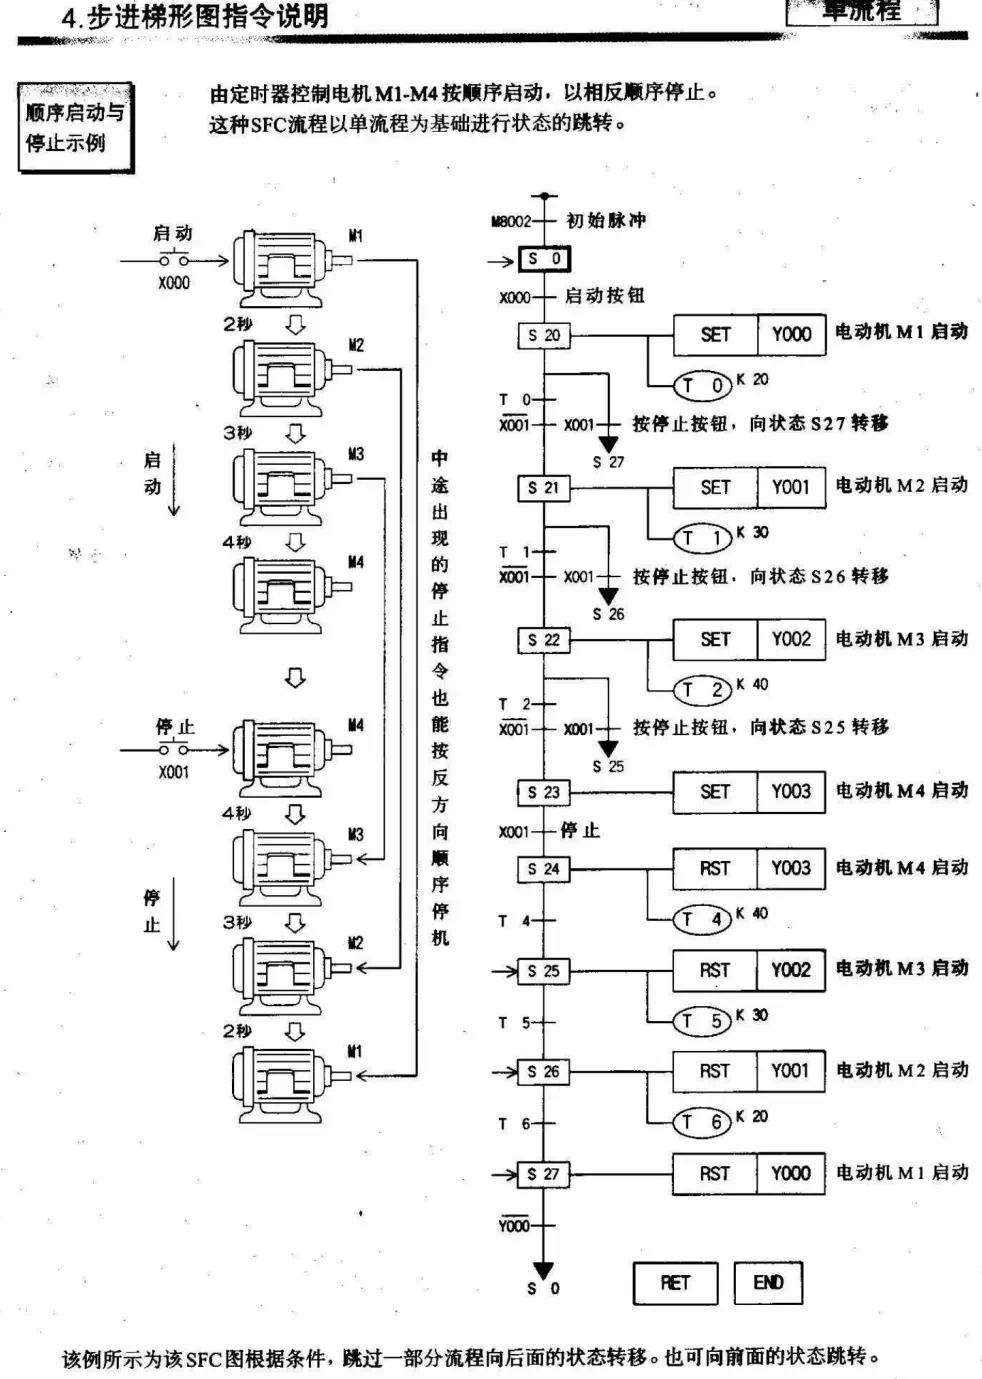 4.步进梯形图指令说明
单流程
顺序启动与
停止示例
由定时器控制电机M1-M4按顺序启动，以相反顺序停止。
这种SFC流程以单流程为基础进行状态的跳转。
启动
X000
M1
2秒
M2
3秒
M3
4秒
M4
启动
停止
X001
M4
4秒
M3
3秒
M2
2秒
M1
停止
中途出现的停止指令也能按反方向顺序停机
M8002 初始脉冲
S 0
X000 启动按钮
S 20 SET Y000 电动机M1启动
T 0 K 20
T 0
X̅0̅0̅1̅ X001 按停止按钮，向状态S27转移
S 27
S 21 SET Y001 电动机M2启动
T 1 K 30
T 1
X̅0̅0̅1̅ X001 按停止按钮，向状态S26转移
S 26
S 22 SET Y002 电动机M3启动
T 2 K 40
T 2
X̅0̅0̅1̅ X001 按停止按钮，向状态S25转移
S 25
S 23 SET Y003 电动机M4启动
X001 停止
S 24 RST Y003 电动机M4启动
T 4 K 40
T 4
S 25 RST Y002 电动机M3启动
T 5 K 30
T 5
S 26 RST Y001 电动机M2启动
T 6 K 20
T 6
S 27 RST Y000 电动机M1启动
Y̅0̅0̅0̅
S 0
RET END
该例所示为该SFC图根据条件，跳过一部分流程向后面的状态转移。也可向前面的状态跳转。